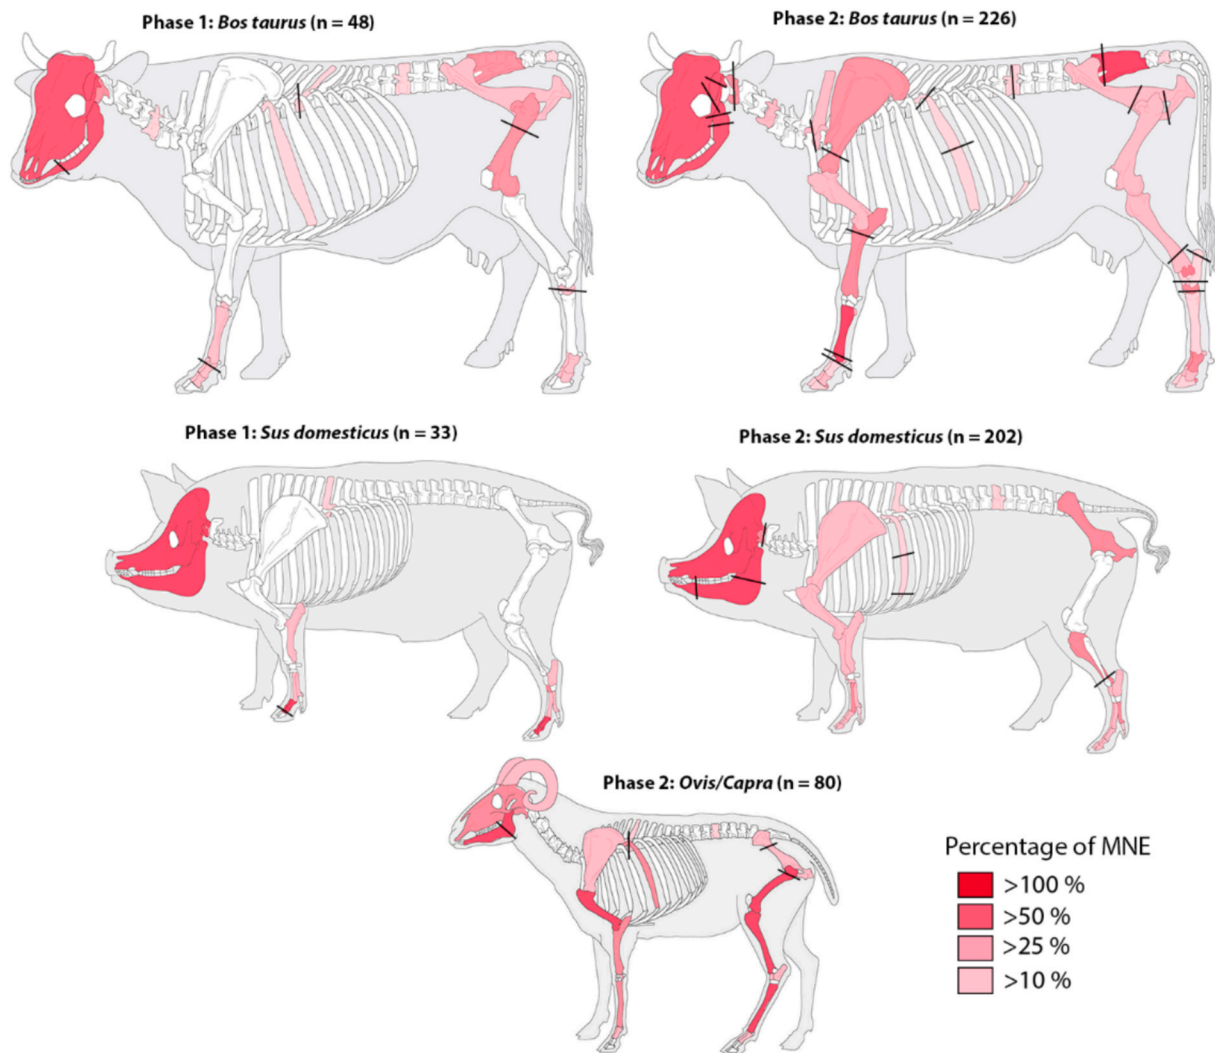 Phase 1: Bos taurus (n = 48)
Phase 2: Bos taurus (n = 226)
Phase 1: Sus domesticus (n = 33)
Phase 2: Sus domesticus (n = 202)
Phase 2: Ovis/Capra (n = 80)
Percentage of MNE
>100 %
>50 %
>25 %
>10 %